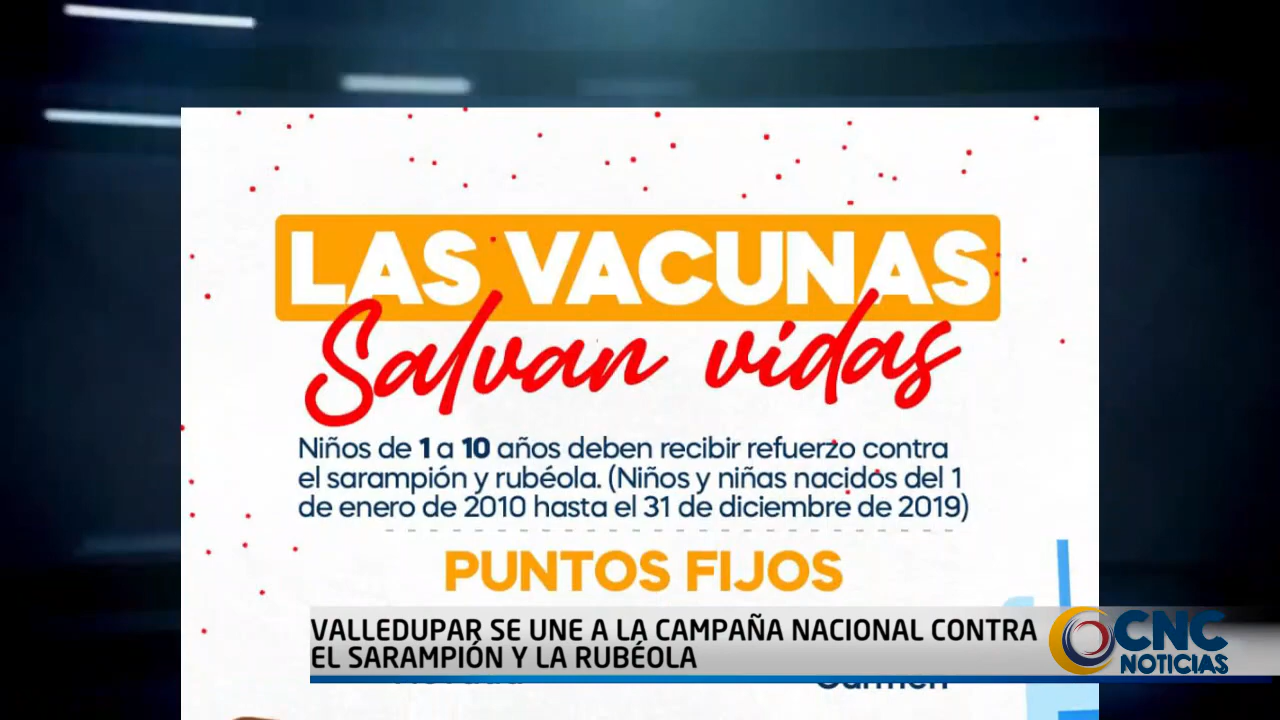 LAS VACUNAS
Salvan vidas
Niños de 1 a 10 años deben recibir refuerzo contra
el sarampión y rubéola. (Niños y niñas nacidos del 1
de enero de 2010 hasta el 31 de diciembre de 2019)
PUNTOS FIJOS
VALLEDUPAR SE UNE A LA CAMPAÑA NACIONAL CONTRA
EL SARAMPIÓN Y LA RUBÉOLA
CNC
NOTICIAS
Carmen